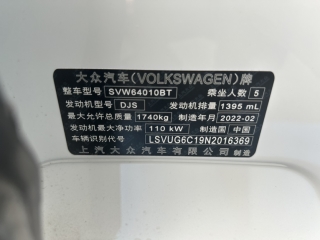 大众汽车(VOLKSWAGEN)牌
整车型号 SVW64010BT 乘坐人数 5
发动机型号 DJS 发动机排量 1395 mL
最大允许总质量 1740kg 制造年月 2022-02
发动机最大净功率 110 kW 制造国 中国
车辆识别代号 LSVUG6C19N2016369
上汽大众汽车有限公司制造